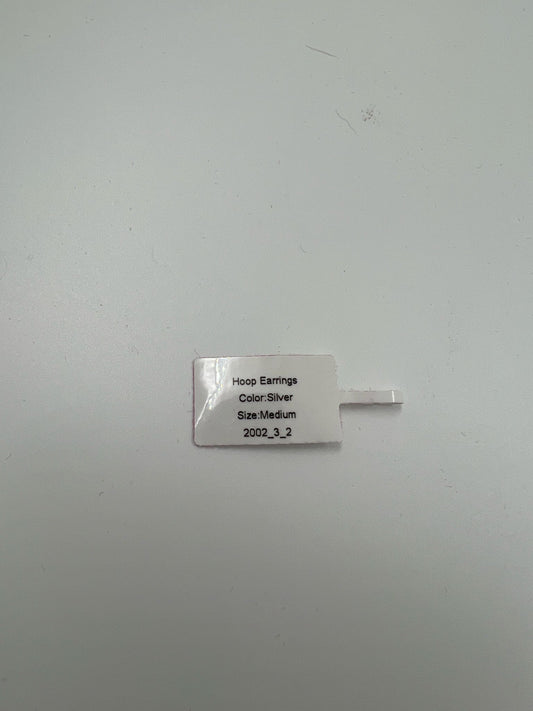 Hoop Earrings
Color:Silver
Size:Medium
2002_3_2